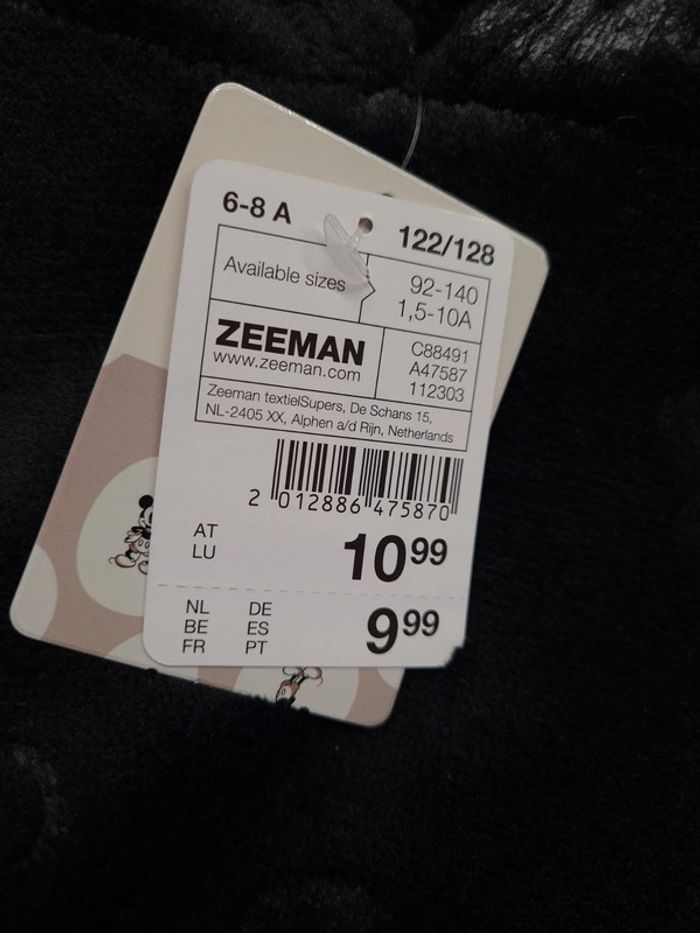 6-8 A
122/128
Available sizes
92-140
1,5-10A
ZEEMAN
www.zeeman.com
C88491
A47587
112303
Zeeman textielSupers, De Schans 15,
NL-2405 XX, Alphen a/d Rijn, Netherlands
2 012886 475870
AT
LU
10 99
NL DE
BE ES
FR PT
9 99